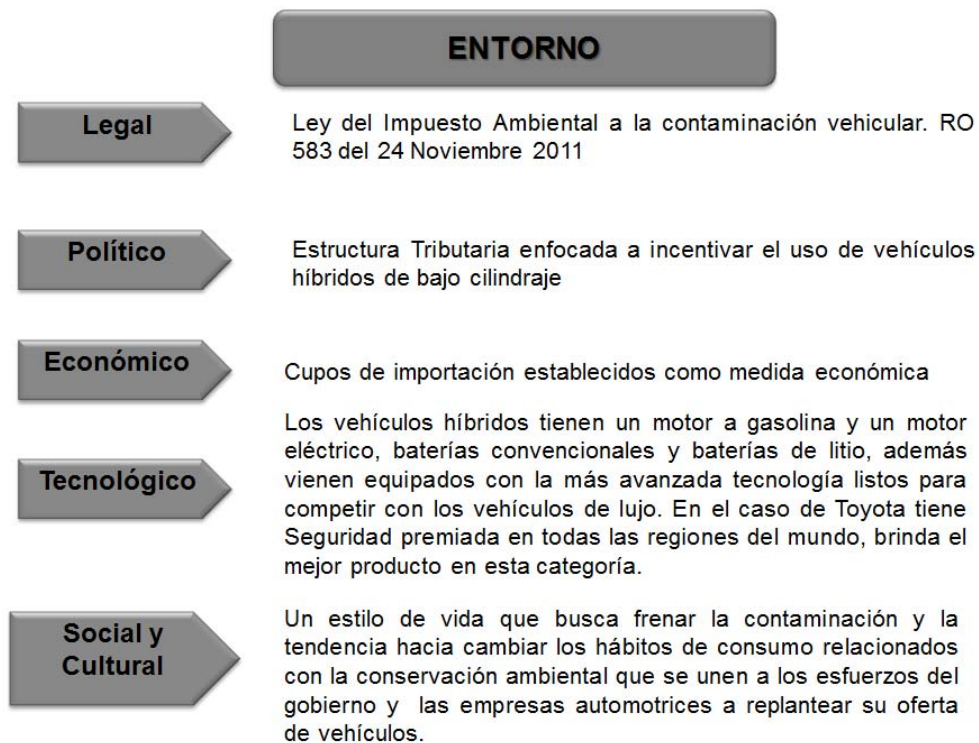 ENTORNO
Legal
Ley del Impuesto Ambiental a la contaminación vehicular. RO
583 del 24 Noviembre 2011
Político
Estructura Tributaria enfocada a incentivar el uso de vehículos
híbridos de bajo cilindraje
Económico
Cupos de importación establecidos como medida económica
Tecnológico
Los vehículos híbridos tienen un motor a gasolina y un motor
eléctrico, baterías convencionales y baterías de litio, además
vienen equipados con la más avanzada tecnología listos para
competir con los vehículos de lujo. En el caso de Toyota tiene
Seguridad premiada en todas las regiones del mundo, brinda el
mejor producto en esta categoría.
Social y
Cultural
Un estilo de vida que busca frenar la contaminación y la
tendencia hacia cambiar los hábitos de consumo relacionados
con la conservación ambiental que se unen a los esfuerzos del
gobierno y las empresas automotrices a replantear su oferta
de vehículos.